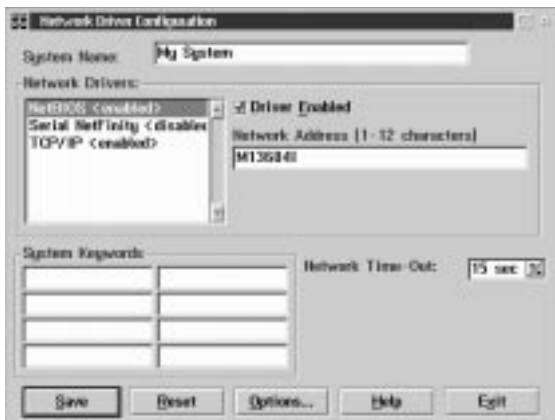 Network Driver Configuration
System Name: My System
Network Drivers:
NetBIOS <enabled>
Serial Netfinity <disabled
TCP/IP <enabled>
Driver Enabled
Network Address (1-12 characters)
System Keywords
Network Time-Out: 15 sec
Save Reset Options... Help Exit